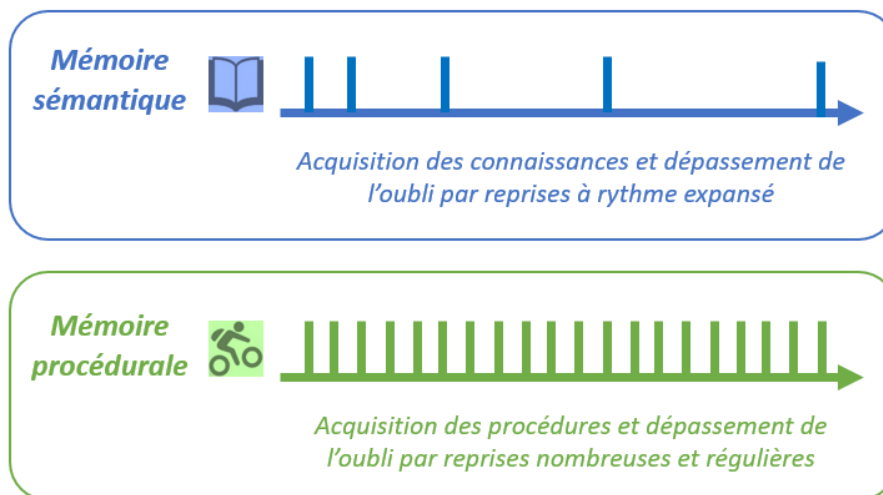 Mémoire
sémantique
Acquisition des connaissances et dépassement de
l’oubli par reprises à rythme expansé
Mémoire
procédurale
Acquisition des procédures et dépassement de
l’oubli par reprises nombreuses et régulières